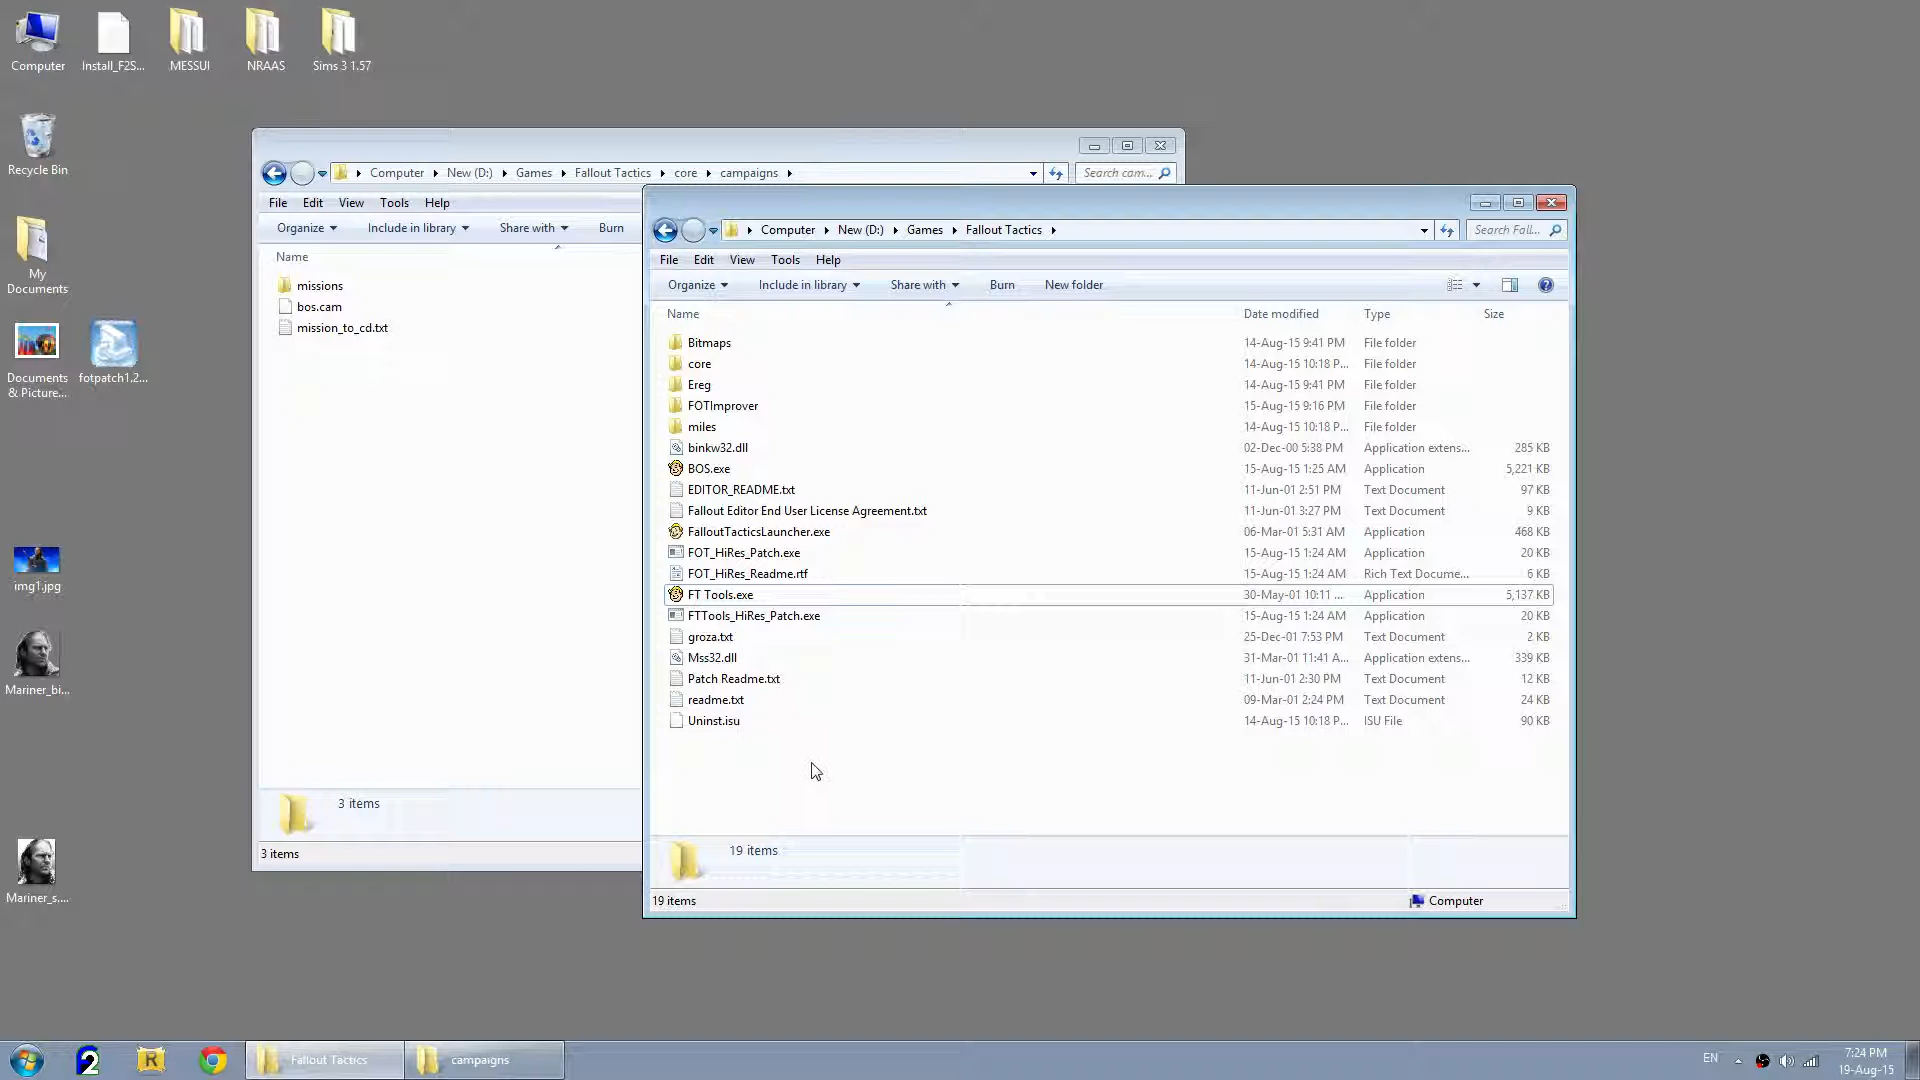 Computer
Install_F2S...
MESSUI
NRAAS
Sims 3 1.57
Recycle Bin
My
Documents
Documents
& Picture...
fotpatch1.2...
img1.jpg
Mariner_bi...
Mariner_s....
Computer New (D:) Games Fallout Tactics core campaigns
Search cam...
File Edit View Tools Help
Organize Include in library Share with Burn
Name
missions
bos.cam
mission_to_cd.txt
3 items
3 items
Computer New (D:) Games Fallout Tactics
Search Fall...
File Edit View Tools Help
Organize Include in library Share with Burn New folder
Name Date modified Type Size
Bitmaps 14-Aug-15 9:41 PM File folder
core 14-Aug-15 10:18 P... File folder
Ereg 14-Aug-15 9:41 PM File folder
FOTImprover 15-Aug-15 9:16 PM File folder
miles 14-Aug-15 10:18 P... File folder
binkw32.dll 02-Dec-00 5:38 PM Application extens... 285 KB
BOS.exe 15-Aug-15 1:25 AM Application 5,221 KB
EDITOR_README.txt 11-Jun-01 2:51 PM Text Document 97 KB
Fallout Editor End User License Agreement.txt 11-Jun-01 3:27 PM Text Document 9 KB
FalloutTacticsLauncher.exe 06-Mar-01 5:31 AM Application 468 KB
FOT_HiRes_Patch.exe 15-Aug-15 1:24 AM Application 20 KB
FOT_HiRes_Readme.rtf 15-Aug-15 1:24 AM Rich Text Docume... 6 KB
FT Tools.exe 30-May-01 10:11 ... Application 5,137 KB
FTTools_HiRes_Patch.exe 15-Aug-15 1:24 AM Application 20 KB
groza.txt 25-Dec-01 7:53 PM Text Document 2 KB
Mss32.dll 31-Mar-01 11:41 A... Application extens... 339 KB
Patch Readme.txt 11-Jun-01 2:30 PM Text Document 12 KB
readme.txt 09-Mar-01 2:24 PM Text Document 24 KB
Uninst.isu 14-Aug-15 10:18 P... ISU File 90 KB
19 items
19 items
Computer
2
R
Fallout Tactics
campaigns
EN
7:24 PM
19-Aug-15